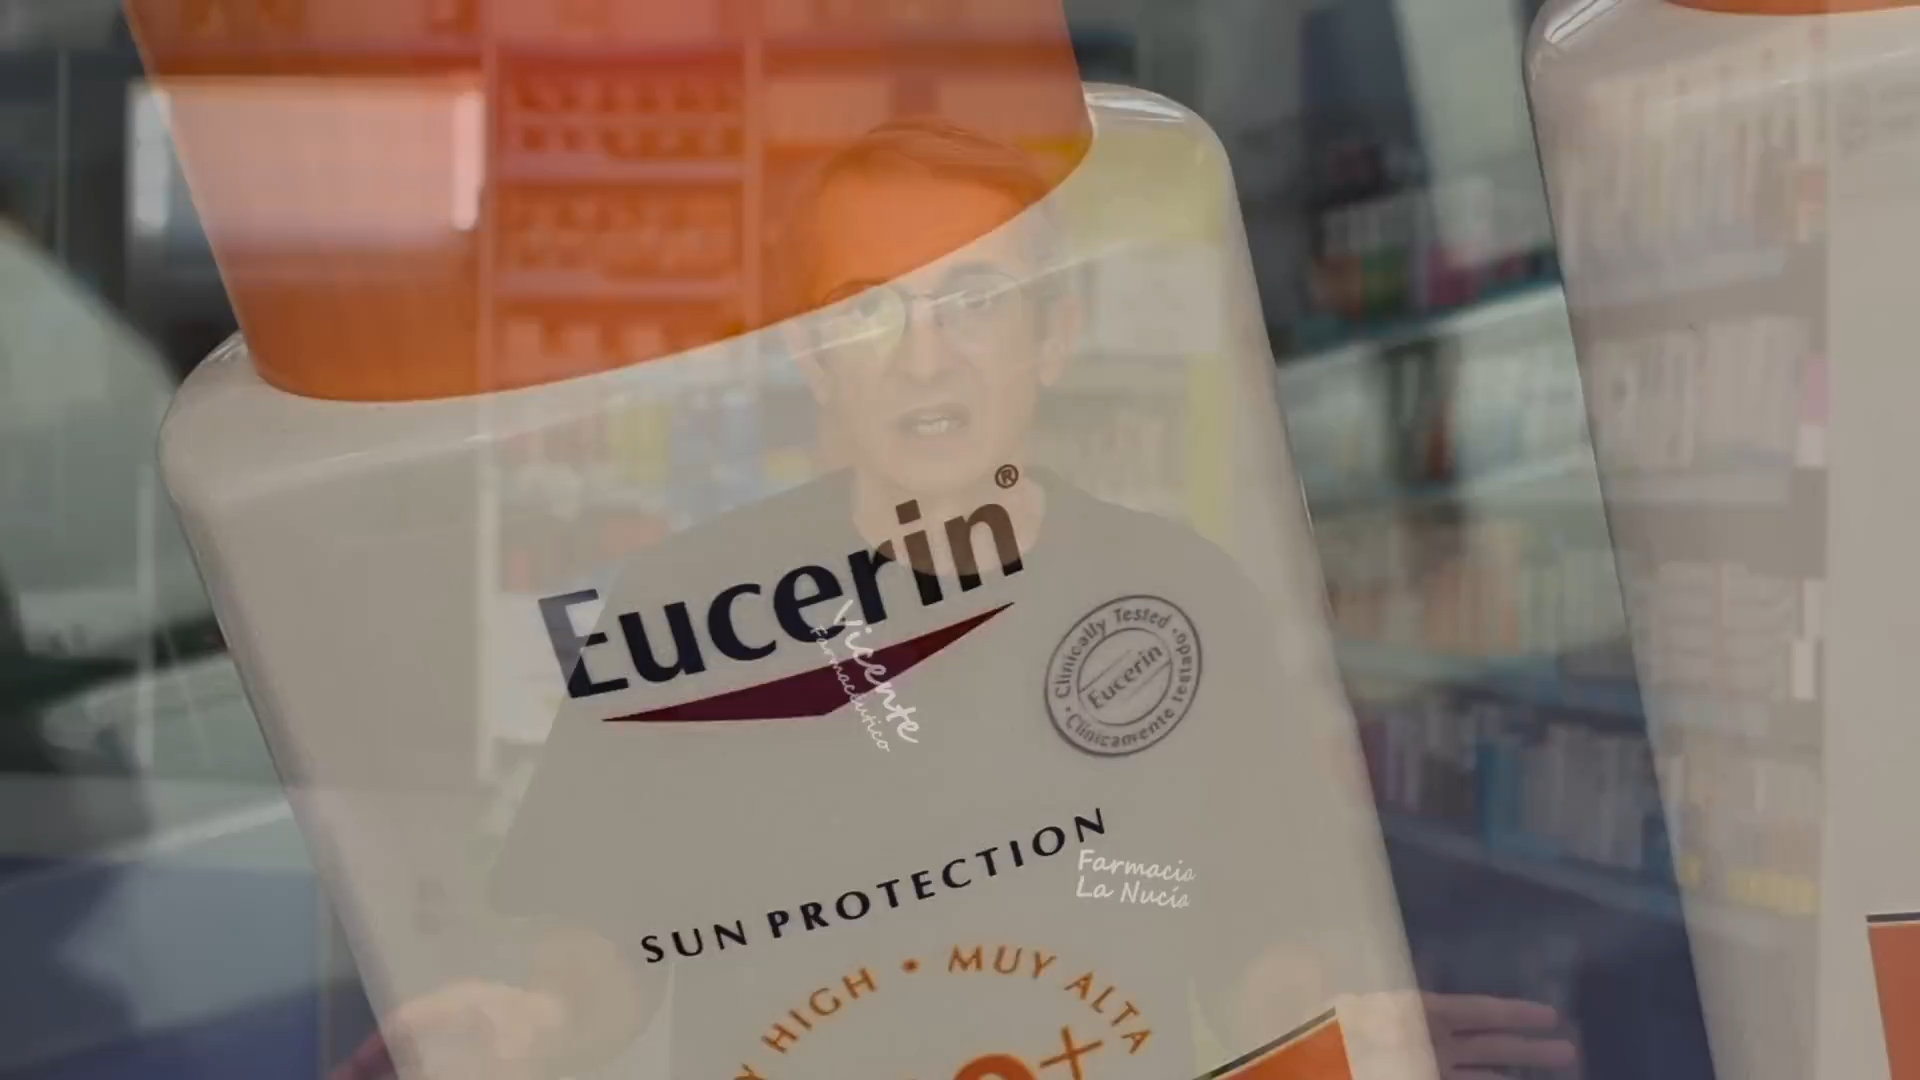 Eucerin®
Vicente
Farmacéutico
Clinically Tested
Eucerin
Clínicamente testado
SUN PROTECTION
Farmacia
La Nucía
HIGH • MUY ALTA